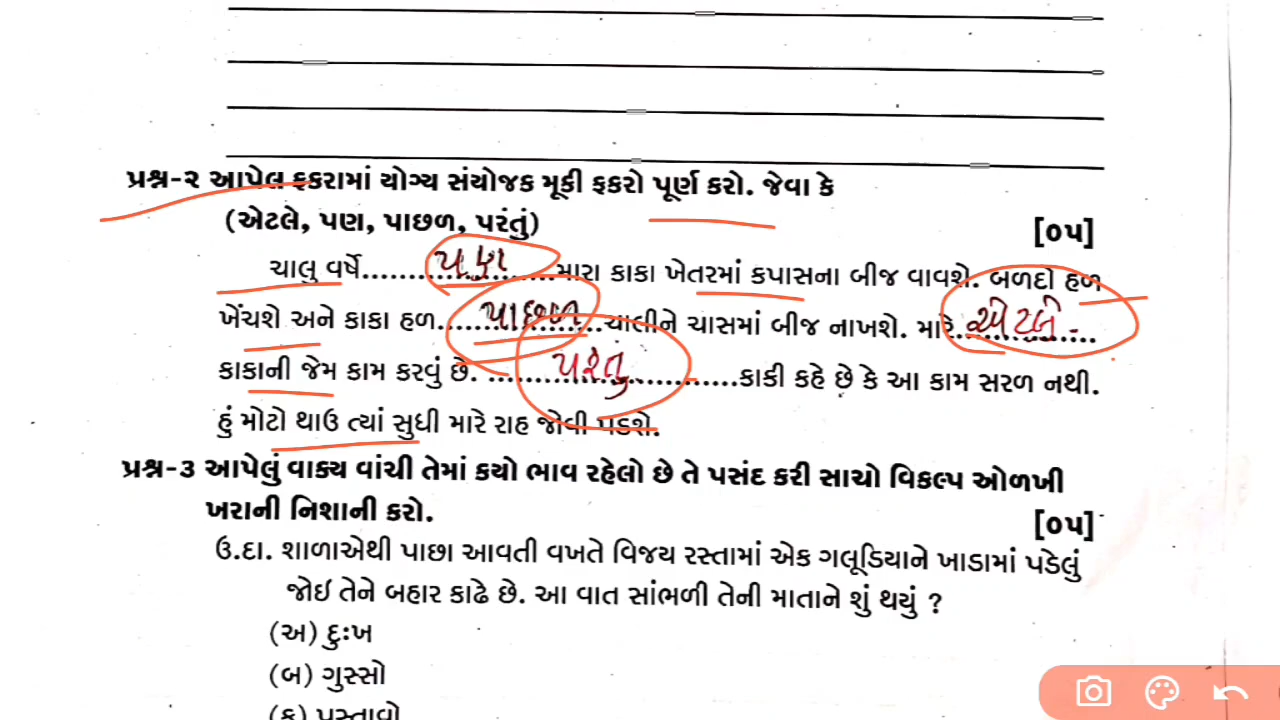 પ્રશ્ન-૨ આપેલ ફકરામાં યોગ્ય સંયોજક મૂકી ફકરો પૂર્ણ કરો. જેવા કે
(એટલે, પણ, પાછળ, પરંતું) [૦૫]
ચાલુ વર્ષે......પણ......મારા કાકા ખેતરમાં કપાસના બીજ વાવશે. બળદો હળ
ખેંચશે અને કાકા હળ......પાછળ......ચાલીને ચાસમાં બીજ નાખશે. મારે...એટલે...
કાકાની જેમ કામ કરવું છે. ......પરંતુ......કાકી કહે છે કે આ કામ સરળ નથી.
હું મોટો થાઉ ત્યાં સુધી મારે રાહ જોવી પડશે.
પ્રશ્ન-૩ આપેલું વાક્ય વાંચી તેમાં કયો ભાવ રહેલો છે તે પસંદ કરી સાચો વિકલ્પ ઓળખી
ખરાની નિશાની કરો. [૦૫]
ઉ.દા. શાળાએથી પાછા આવતી વખતે વિજય રસ્તામાં એક ગલૂડિયાને ખાડામાં પડેલું
જોઇ તેને બહાર કાઢે છે. આ વાત સાંભળી તેની માતાને શું થયું ?
(અ) દુઃખ
(બ) ગુસ્સો
(ક) પસ્તાવો